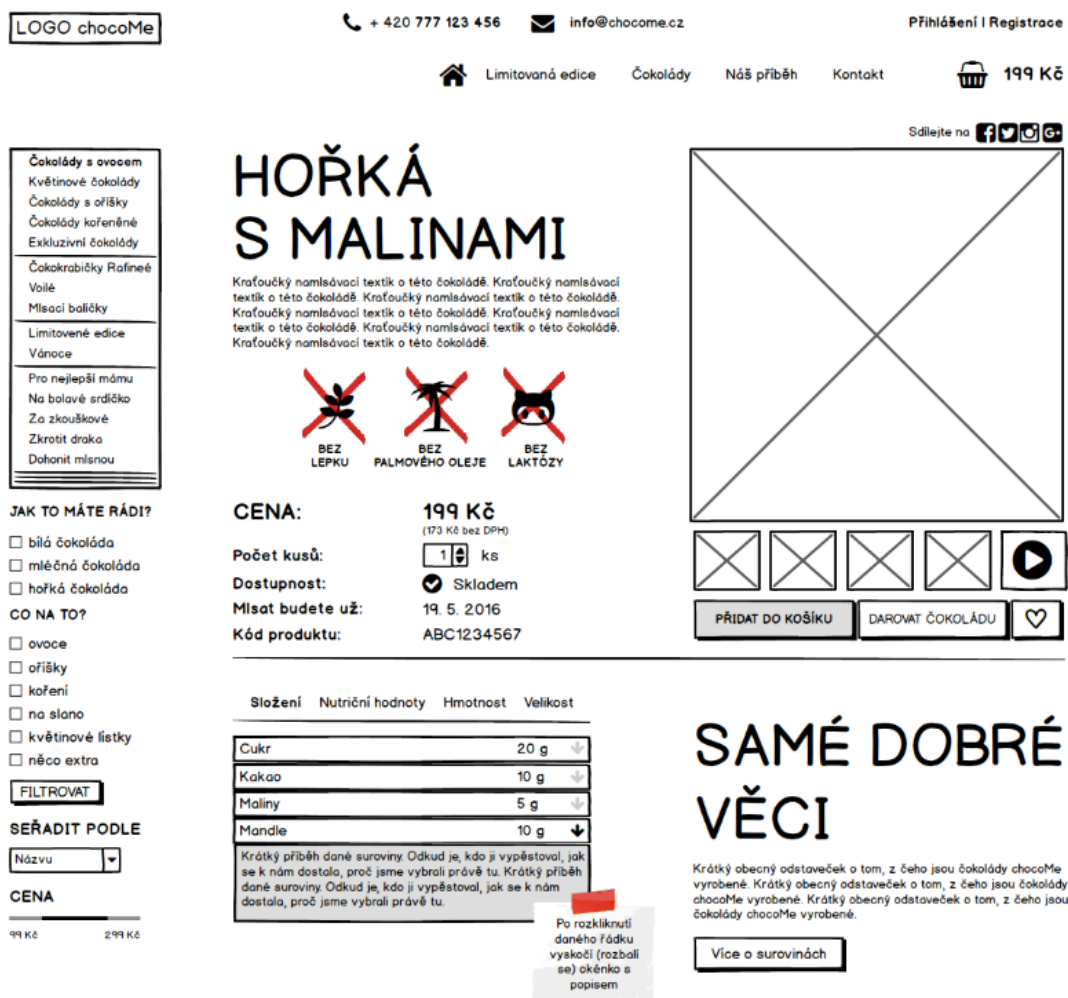 LOGO chocoMe
+ 420 777 123 456
info@chocome.cz
Přihlášení | Registrace
Limitovaná edice
Čokolády
Náš příběh
Kontakt
199 Kč
Sdílejte na
Čokolády s ovocem
Květinové čokolády
Čokolády s oříšky
Čokolády kořeněné
Exkluzivní čokolády
Čokokrabičky Rafineé
Voilé
Mlsací balíčky
Limitovené edice
Vánoce
Pro nejlepší mámu
Na bolavé srdíčko
Za zkouškové
Zkrotit draka
Dohonit mlsnou
JAK TO MÁTE RÁDI?
bílá čokoláda
mléčná čokoláda
hořká čokoláda
CO NA TO?
ovoce
oříšky
koření
na slano
květinové lístky
něco extra
FILTROVAT
SEŘADIT PODLE
Názvu
CENA
99 Kč
299 Kč
HOŘKÁ
S MALINAMI
Kraťoučký namlsávací textík o této čokoládě. Kraťoučký namlsávací
textík o této čokoládě. Kraťoučký namlsávací textík o této čokoládě.
Kraťoučký namlsávací textík o této čokoládě. Kraťoučký namlsávací
textík o této čokoládě. Kraťoučký namlsávací textík o této čokoládě.
Kraťoučký namlsávací textík o této čokoládě.
BEZ
LEPKU
BEZ
PALMOVÉHO OLEJE
BEZ
LAKTÓZY
CENA:
199 Kč
(173 Kč bez DPH)
Počet kusů:
1
ks
Dostupnost:
Skladem
Mlsat budete už:
19. 5. 2016
Kód produktu:
ABC1234567
PŘIDAT DO KOŠÍKU
DAROVAT ČOKOLÁDU
Složení
Nutriční hodnoty
Hmotnost
Velikost
Cukr
20 g
Kakao
10 g
Maliny
5 g
Mandle
10 g
Krátký příběh dané suroviny. Odkud je, kdo ji vypěstoval, jak
se k nám dostala, proč jsme vybrali právě tu. Krátký příběh
dané suroviny. Odkud je, kdo ji vypěstoval, jak se k nám
dostala, proč jsme vybrali právě tu.
Po rozkliknutí
daného řádku
vyskočí (rozbalí
se) okénko s
popisem
SAMÉ DOBRÉ
VĚCI
Krátký obecný odstaveček o tom, z čeho jsou čokolády chocoMe
vyrobené. Krátký obecný odstaveček o tom, z čeho jsou čokolády
chocoMe vyrobené. Krátký obecný odstaveček o tom, z čeho jsou
čokolády chocoMe vyrobené.
Více o surovinách